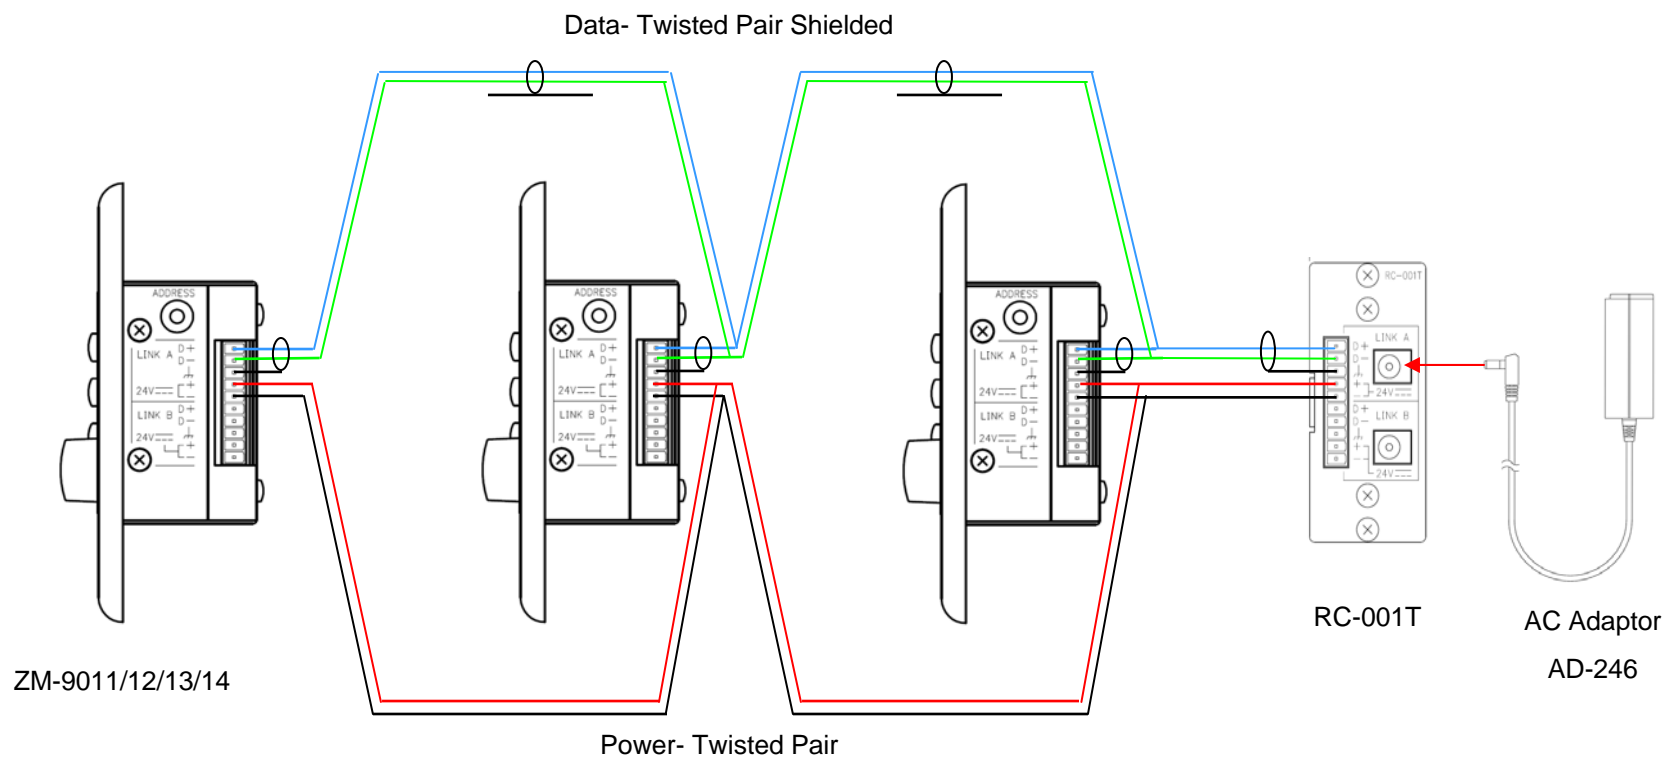 Data- Twisted Pair Shielded
ADDRESS
LINK A D+
D-
24V +
-
LINK B D+
D-
24V +
-
ADDRESS
LINK A D+
D-
24V +
-
LINK B D+
D-
24V +
-
ADDRESS
LINK A D+
D-
24V +
-
LINK B D+
D-
24V +
-
RC-001T
LINK A
D+
D-
+
-
24V
LINK B
D+
D-
+
-
24V
ZM-9011/12/13/14
RC-001T
AC Adaptor
AD-246
Power- Twisted Pair